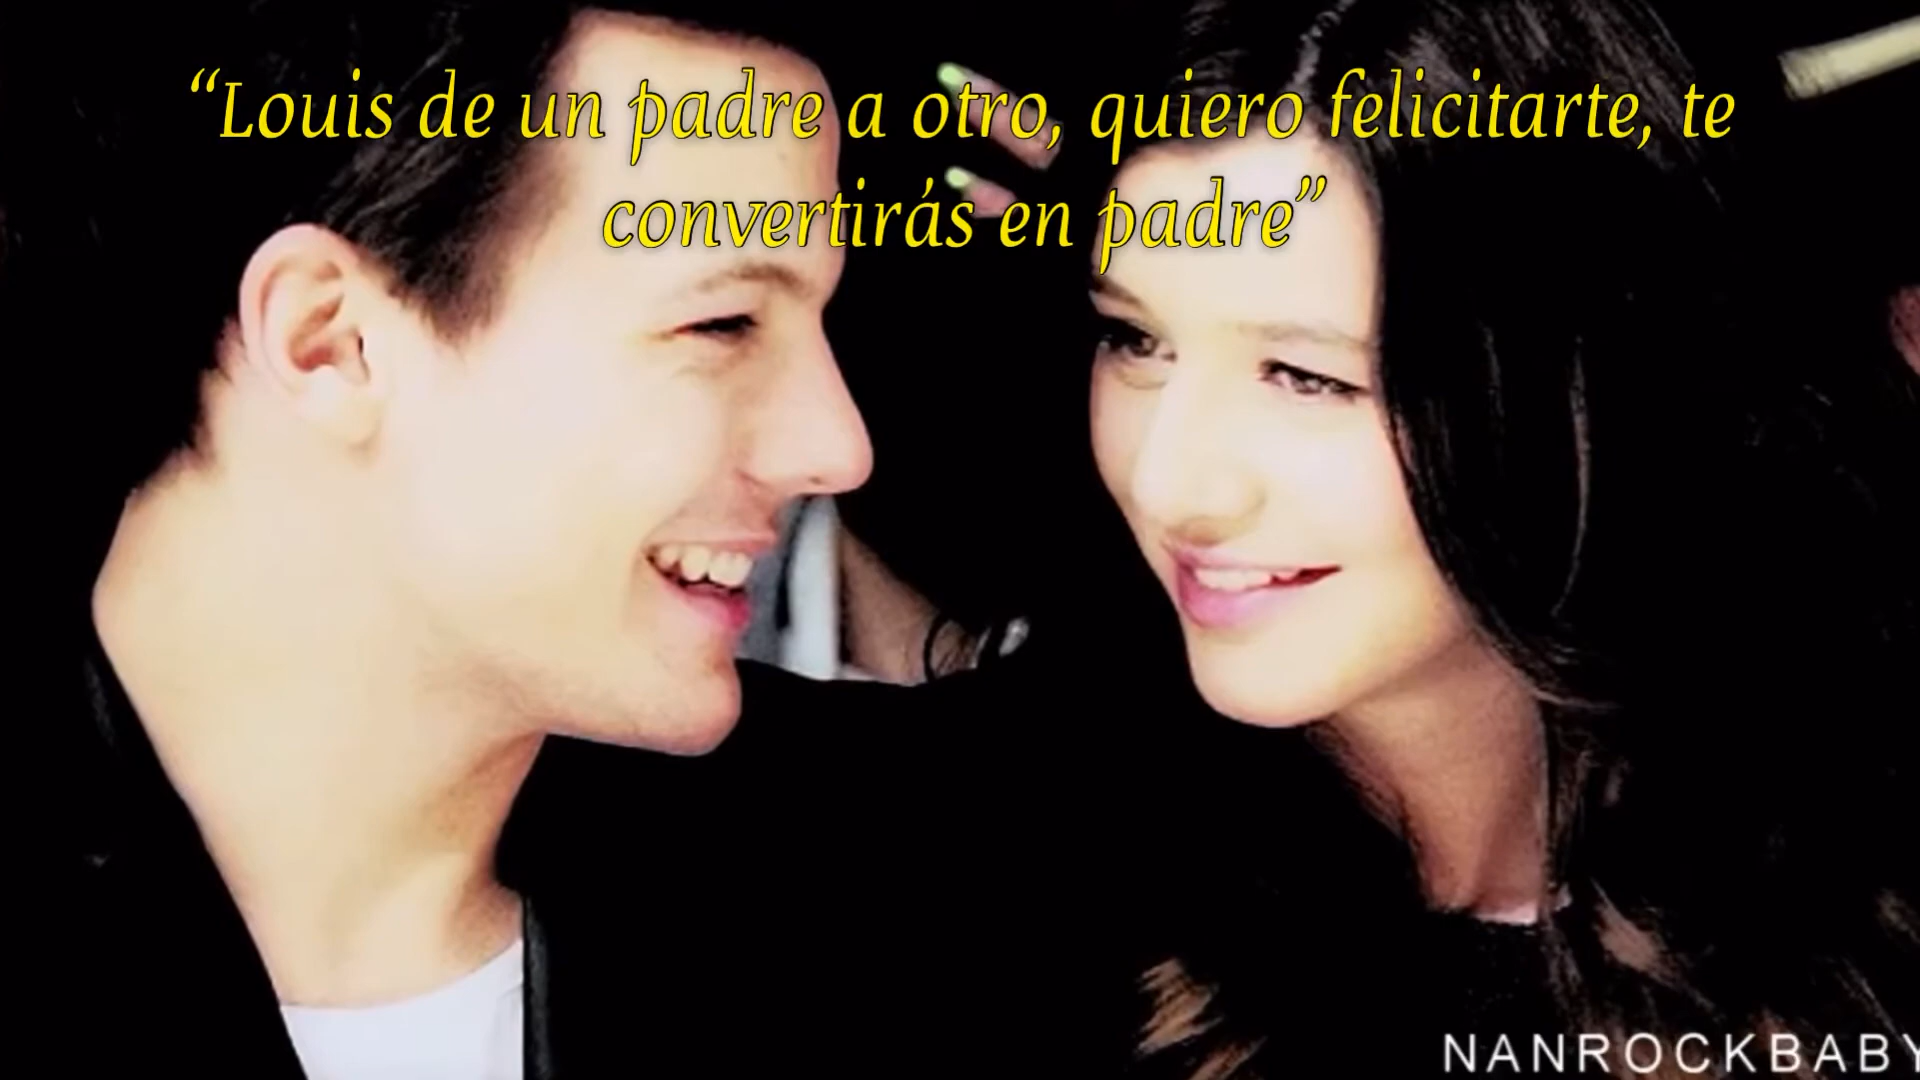 “Louis de un padre a otro, quiero felicitarte, te
convertirás en padre”
NANROCKBABY